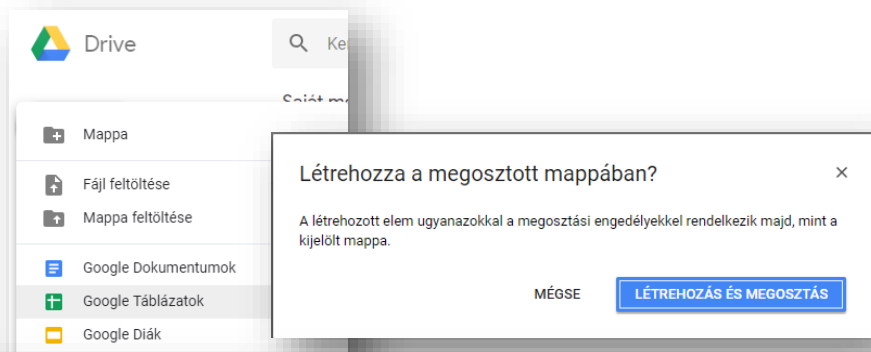 Drive
Saját
Mappa
Fájl feltöltése
Mappa feltöltése
Google Dokumentumok
Google Táblázatok
Google Diák
Létrehozza a megosztott mappában?
A létrehozott elem ugyanazokkal a megosztási engedélyekkel rendelkezik majd, mint a
kijelölt mappa.
MÉGSE LÉTREHOZÁS ÉS MEGOSZTÁS